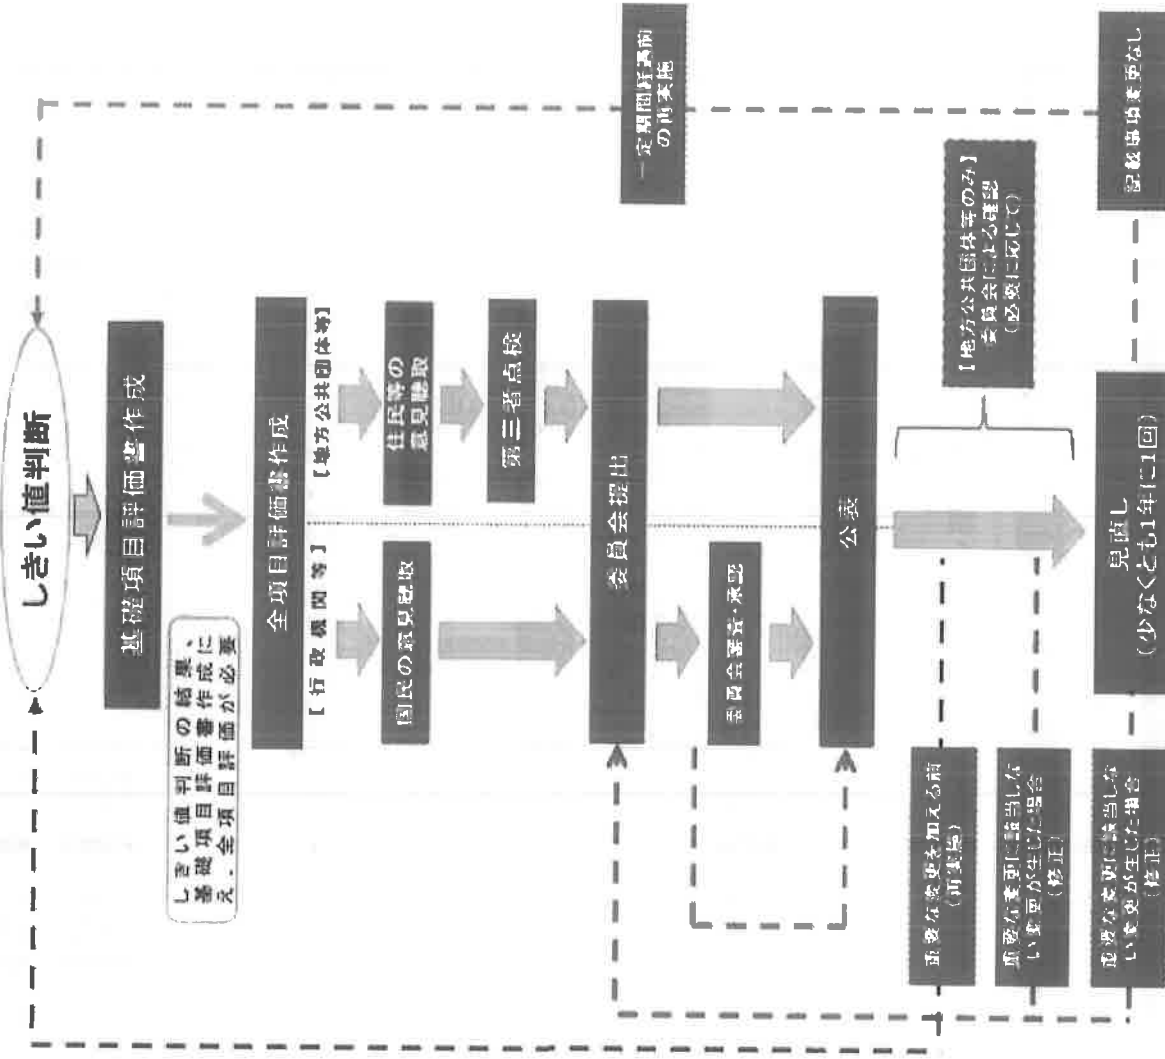 しきい値判断
基礎項目評価書作成
しきい値判断の結果、
基礎項目評価書作成に
え、全項目評価が必要
全項目評価書作成
【行政機関等】
【地方公共団体等】
国民の意見聴取
住民等の
意見聴取
第三者点検
委員会提出
委員会審査・承認
公表
重要な変更を加える前
(再実施)
重要な変更に該当しな
い変更が生じた場合
(修正)
【地方公共団体等のみ】
委員会による確認
(必要に応じて)
一定期間経過前
の再実施
重要な変更に該当しな
い変更が生じた場合
(修正)
見直し
(少なくとも1年に1回)
記載事項変更なし